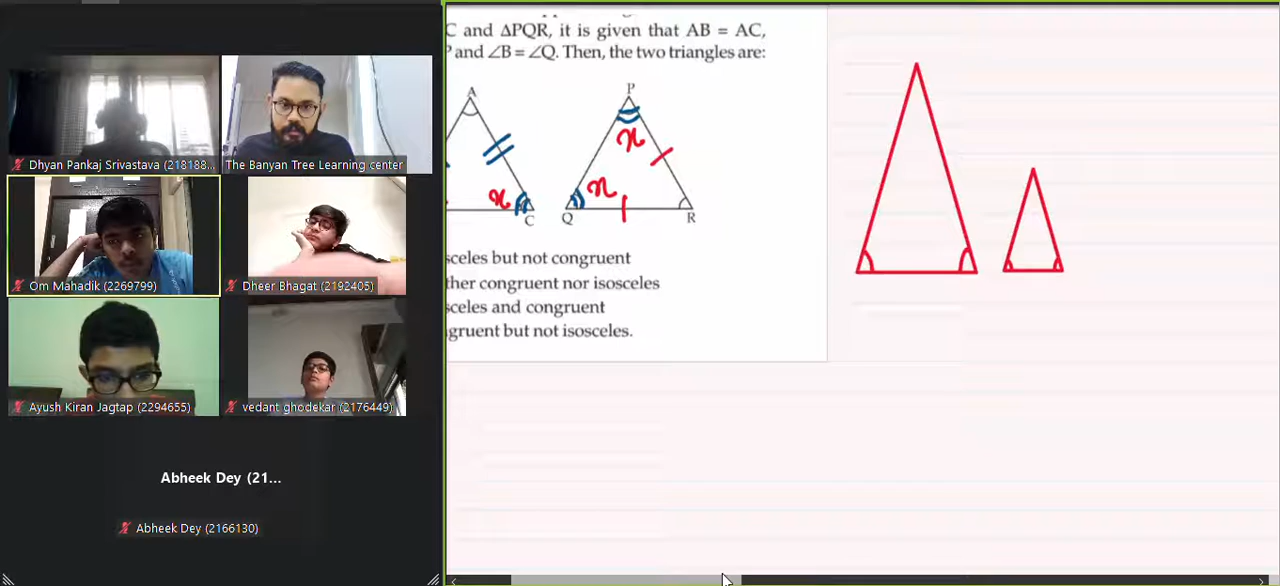 C and ΔPQR, it is given that AB = AC,
P and ∠B = ∠Q. Then, the two triangles are:
A
P
x
x
x
C
Q
R
sceles but not congruent
ther congruent nor isosceles
sceles and congruent
gruent but not isosceles.
Dhyan Pankaj Srivastava (218188...
The Banyan Tree Learning center
Om Mahadik (2269799)
Dheer Bhagat (2192405)
Ayush Kiran Jagtap (2294655)
vedant ghodekar (2176449)
Abheek Dey (21...
Abheek Dey (2166130)